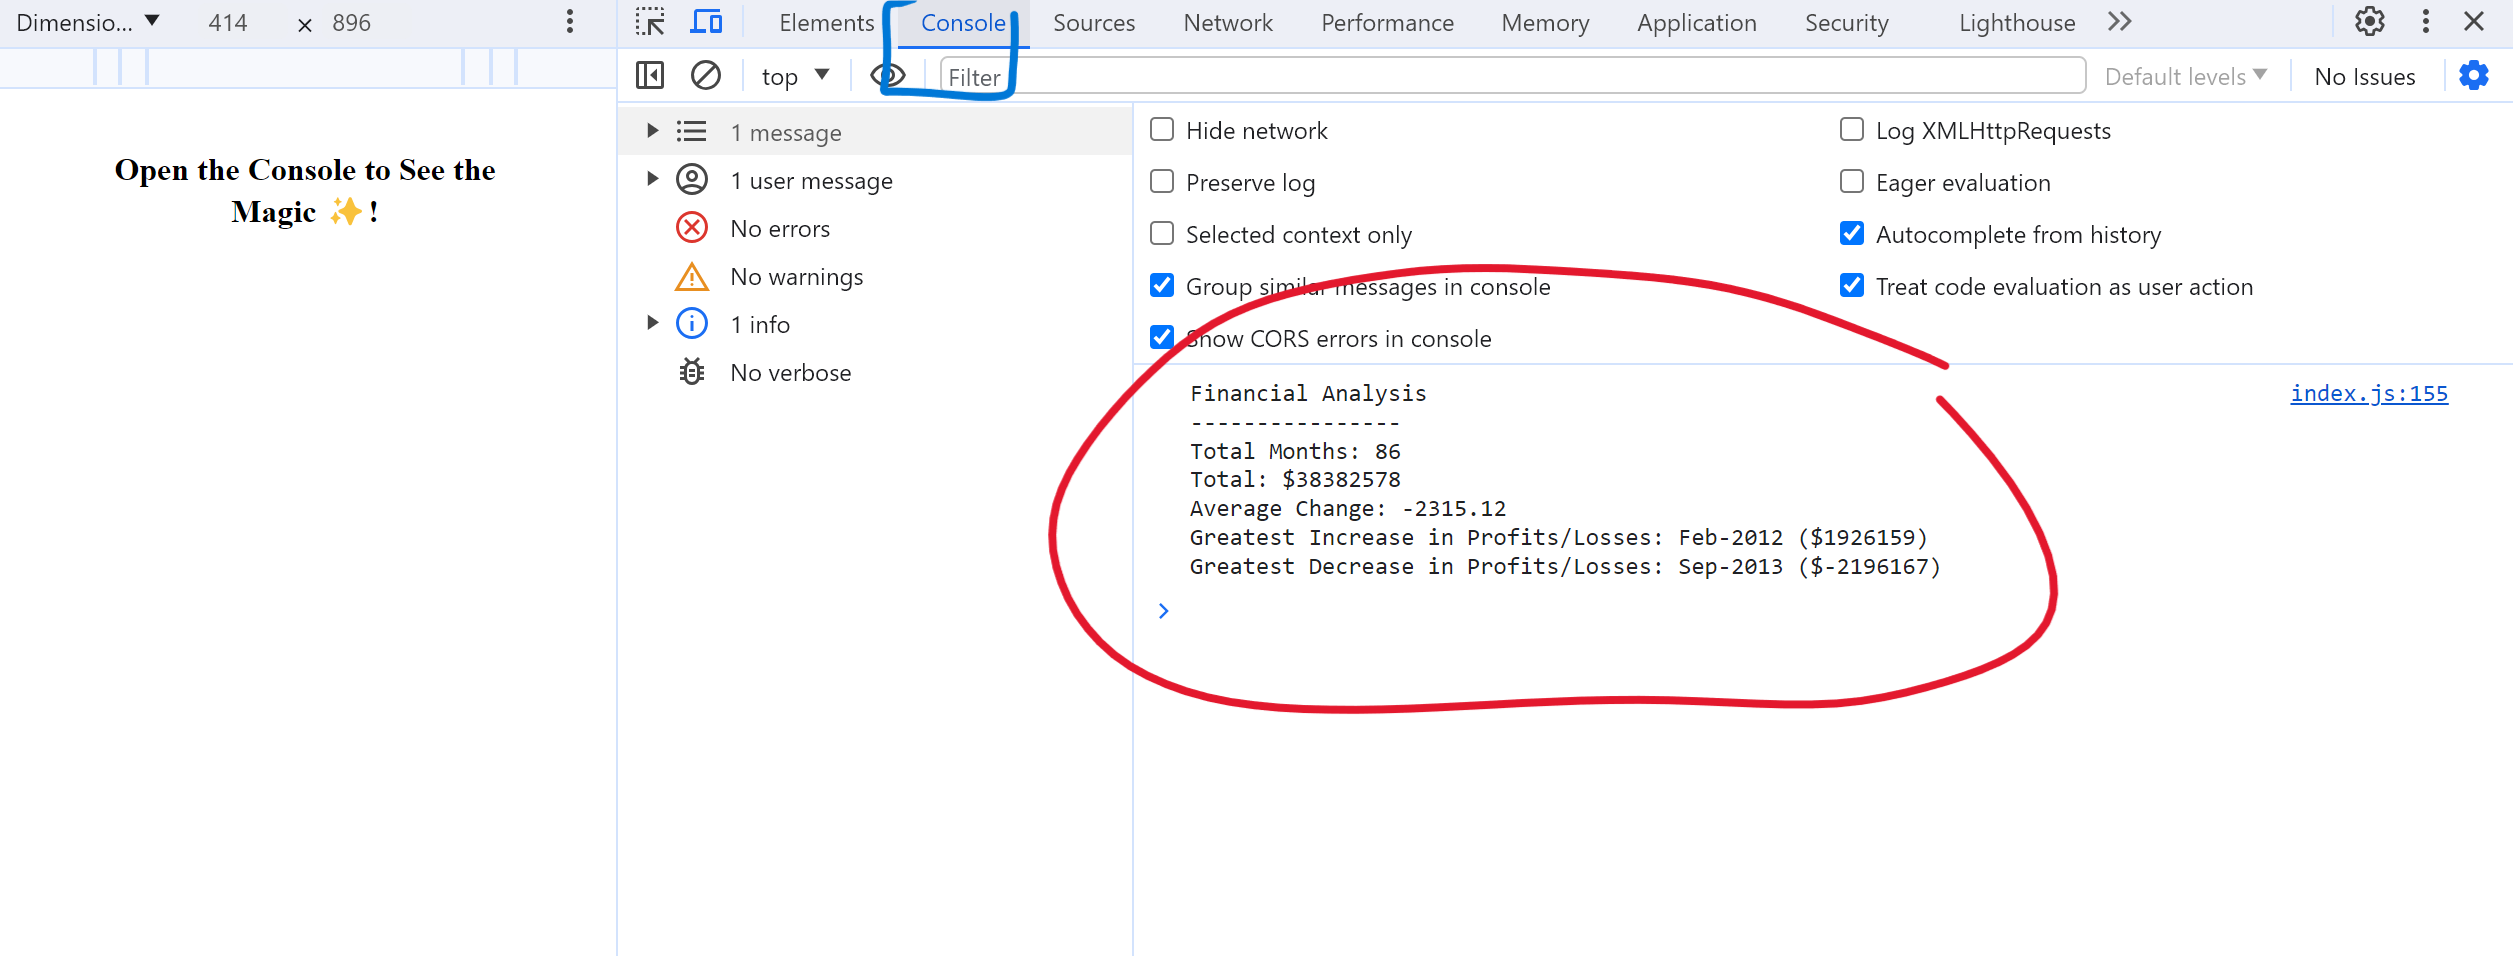 Dimensio... 414 × 896
Elements Console Sources Network Performance Memory Application Security Lighthouse
top Filter Default levels No Issues
Open the Console to See the
Magic ✨ !
1 message
1 user message
No errors
No warnings
1 info
No verbose
Hide network
Preserve log
Selected context only
Group similar messages in console
Show CORS errors in console
Log XMLHttpRequests
Eager evaluation
Autocomplete from history
Treat code evaluation as user action
Financial Analysis index.js:155
----------------
Total Months: 86
Total: $38382578
Average Change: -2315.12
Greatest Increase in Profits/Losses: Feb-2012 ($1926159)
Greatest Decrease in Profits/Losses: Sep-2013 ($-2196167)